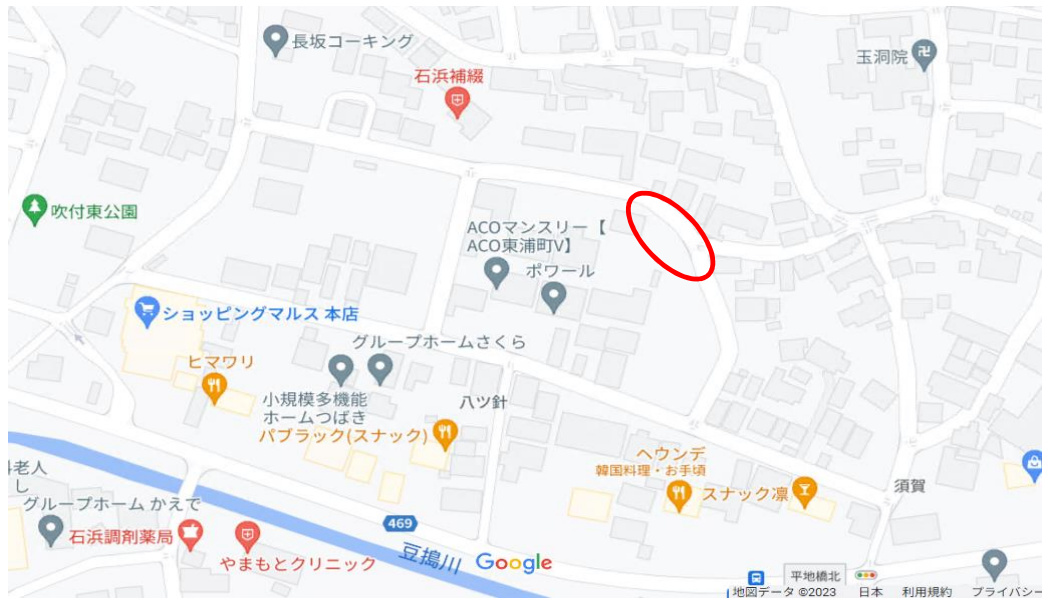 長坂コーキング
玉洞院
石浜補綴
吹付東公園
ACOマンスリー【
ACO東浦町V】
ポワール
ショッピングマルス 本店
グループホームさくら
ヒマワリ
小規模多機能
ホームつばき
八ツ針
パブラック(スナック)
ヘウンデ
韓国料理・お手頃
スナック凛
須賀
老人
し
グループホーム かえで
石浜調剤薬局
やまもとクリニック
469
豆搗川
Google
平地橋北
地図データ ©2023
日本
利用規約
プライバシー